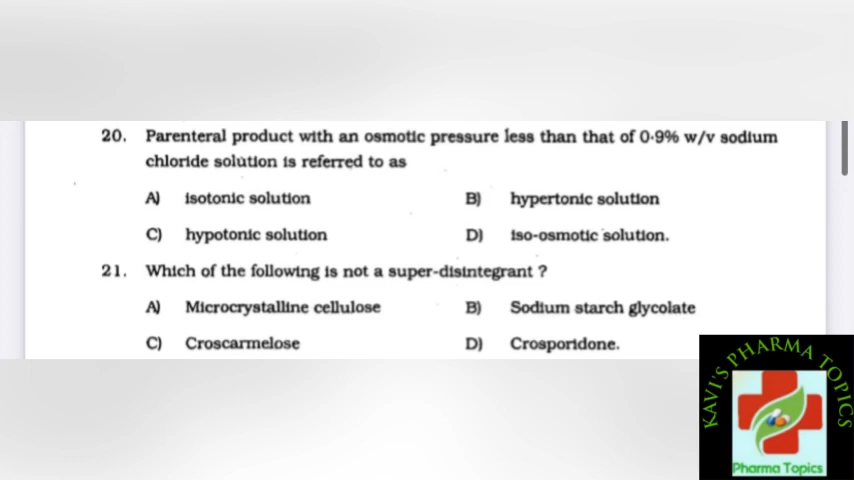 20. Parenteral product with an osmotic pressure less than that of 0·9% w/v sodium
chloride solution is referred to as
A) isotonic solution B) hypertonic solution
C) hypotonic solution D) iso-osmotic solution.
21. Which of the following is not a super-disintegrant ?
A) Microcrystalline cellulose B) Sodium starch glycolate
C) Croscarmelose D) Crosporidone.
KAVI'S PHARMA TOPICS
Pharma Topics